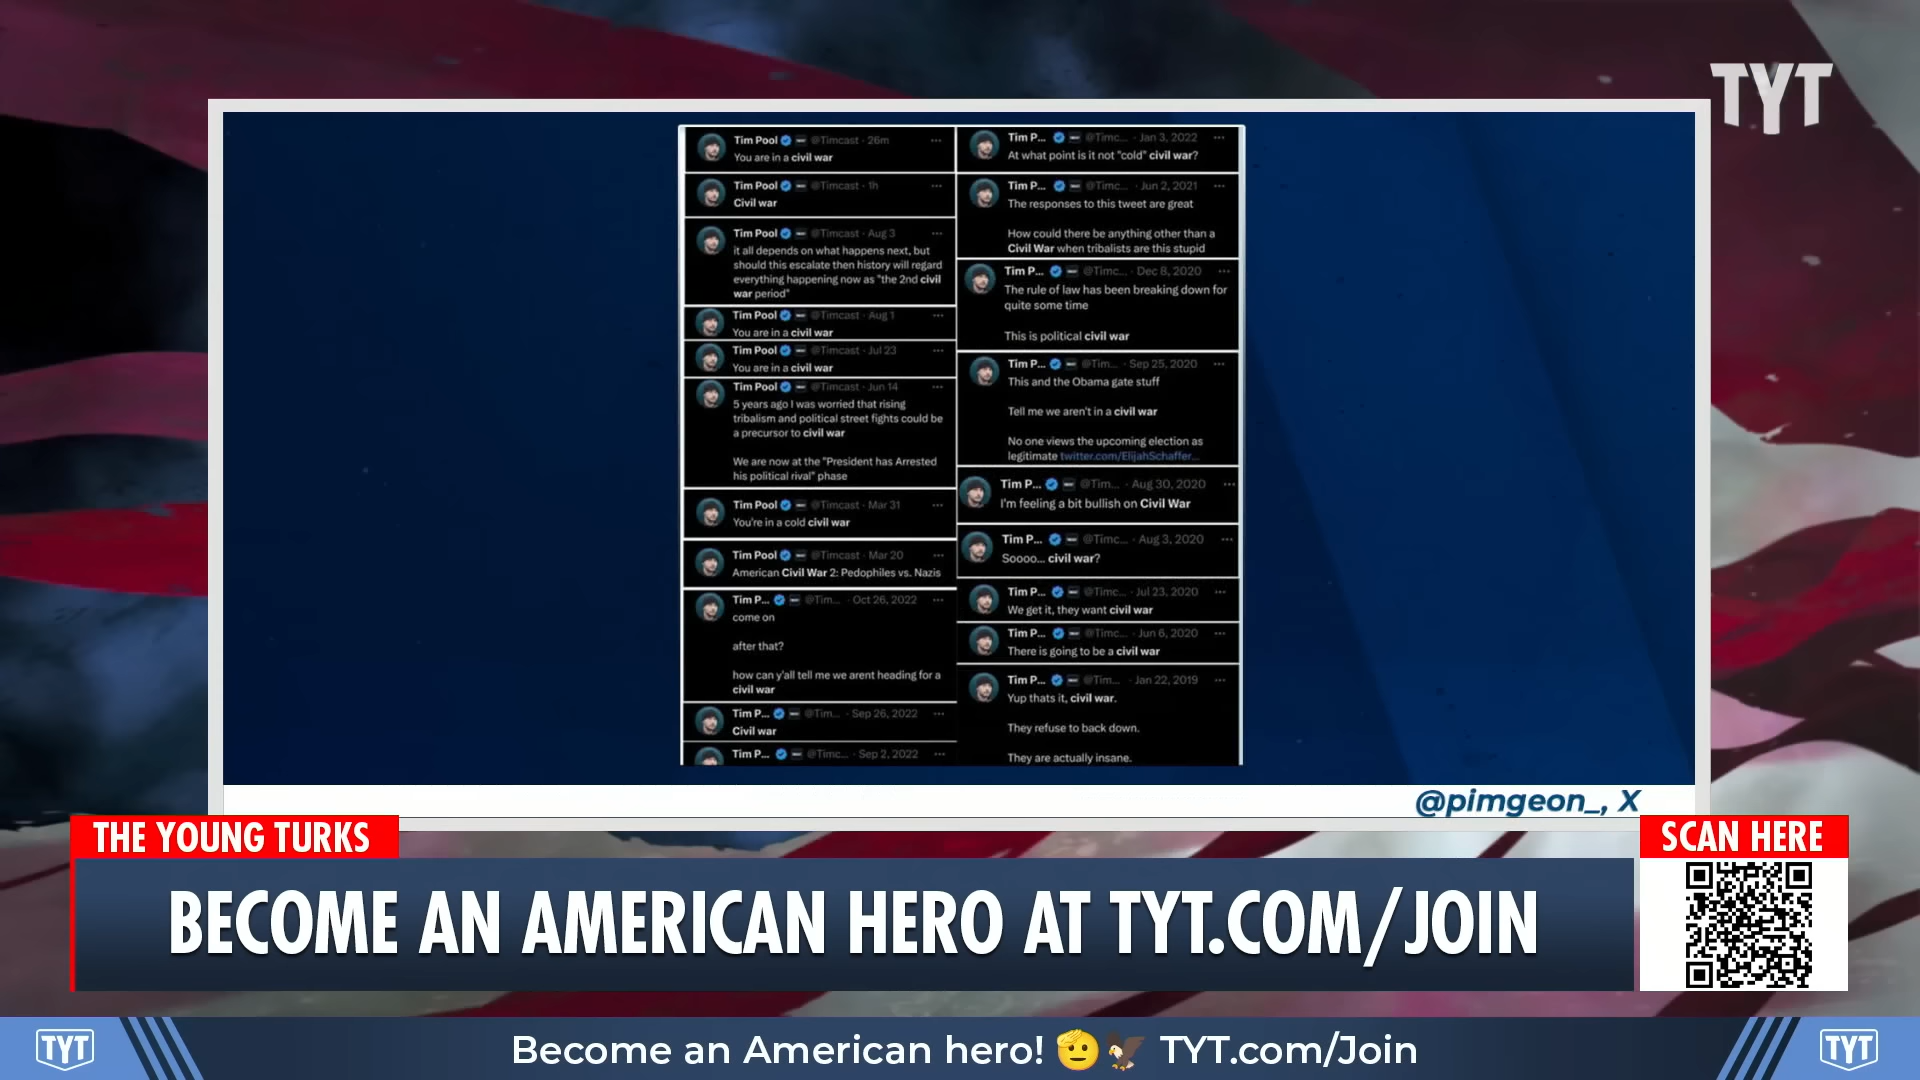 TYT
Tim Pool @Timcast · 26m
You are in a civil war
Tim Pool @Timcast · 1h
Civil war
Tim Pool @Timcast · Aug 3
it all depends on what happens next, but
should this escalate then history will regard
everything happening now as "the 2nd civil
war period"
Tim Pool @Timcast · Aug 1
You are in a civil war
Tim Pool @Timcast · Jul 23
You are in a civil war
Tim Pool @Timcast · Jun 14
5 years ago I was worried that rising
tribalism and political street fights could be
a precursor to civil war
We are now at the "President has Arrested
his political rival" phase
Tim Pool @Timcast · Mar 31
You're in a cold civil war
Tim Pool @Timcast · Mar 20
American Civil War 2: Pedophiles vs. Nazis
Tim P... @Tim... · Oct 26, 2022
come on
after that?
how can y'all tell me we arent heading for a
civil war
Tim P... @Tim... · Sep 26, 2022
Civil war
Tim P... @Timc... · Sep 2, 2022
Tim P... @Timc... · Jan 3, 2022
At what point is it not "cold" civil war?
Tim P... @Timc... · Jun 2, 2021
The responses to this tweet are great
How could there be anything other than a
Civil War when tribalists are this stupid
Tim P... @Timc... · Dec 8, 2020
The rule of law has been breaking down for
quite some time
This is political civil war
Tim P... @Tim... · Sep 25, 2020
This and the Obama gate stuff
Tell me we aren't in a civil war
No one views the upcoming election as
legitimate twitter.com/ElijahSchaffer...
Tim P... @Tim... · Aug 30, 2020
I'm feeling a bit bullish on Civil War
Tim P... @Timc... · Aug 3, 2020
Soooo... civil war?
Tim P... @Timc... · Jul 23, 2020
We get it, they want civil war
Tim P... @Timc... · Jun 6, 2020
There is going to be a civil war
Tim P... @Tim... · Jan 22, 2019
Yup thats it, civil war.
They refuse to back down.
They are actually insane.
@pimgeon_, X
THE YOUNG TURKS
SCAN HERE
BECOME AN AMERICAN HERO AT TYT.COM/JOIN
TYT
Become an American hero! 🫡🦅 TYT.com/Join
TYT